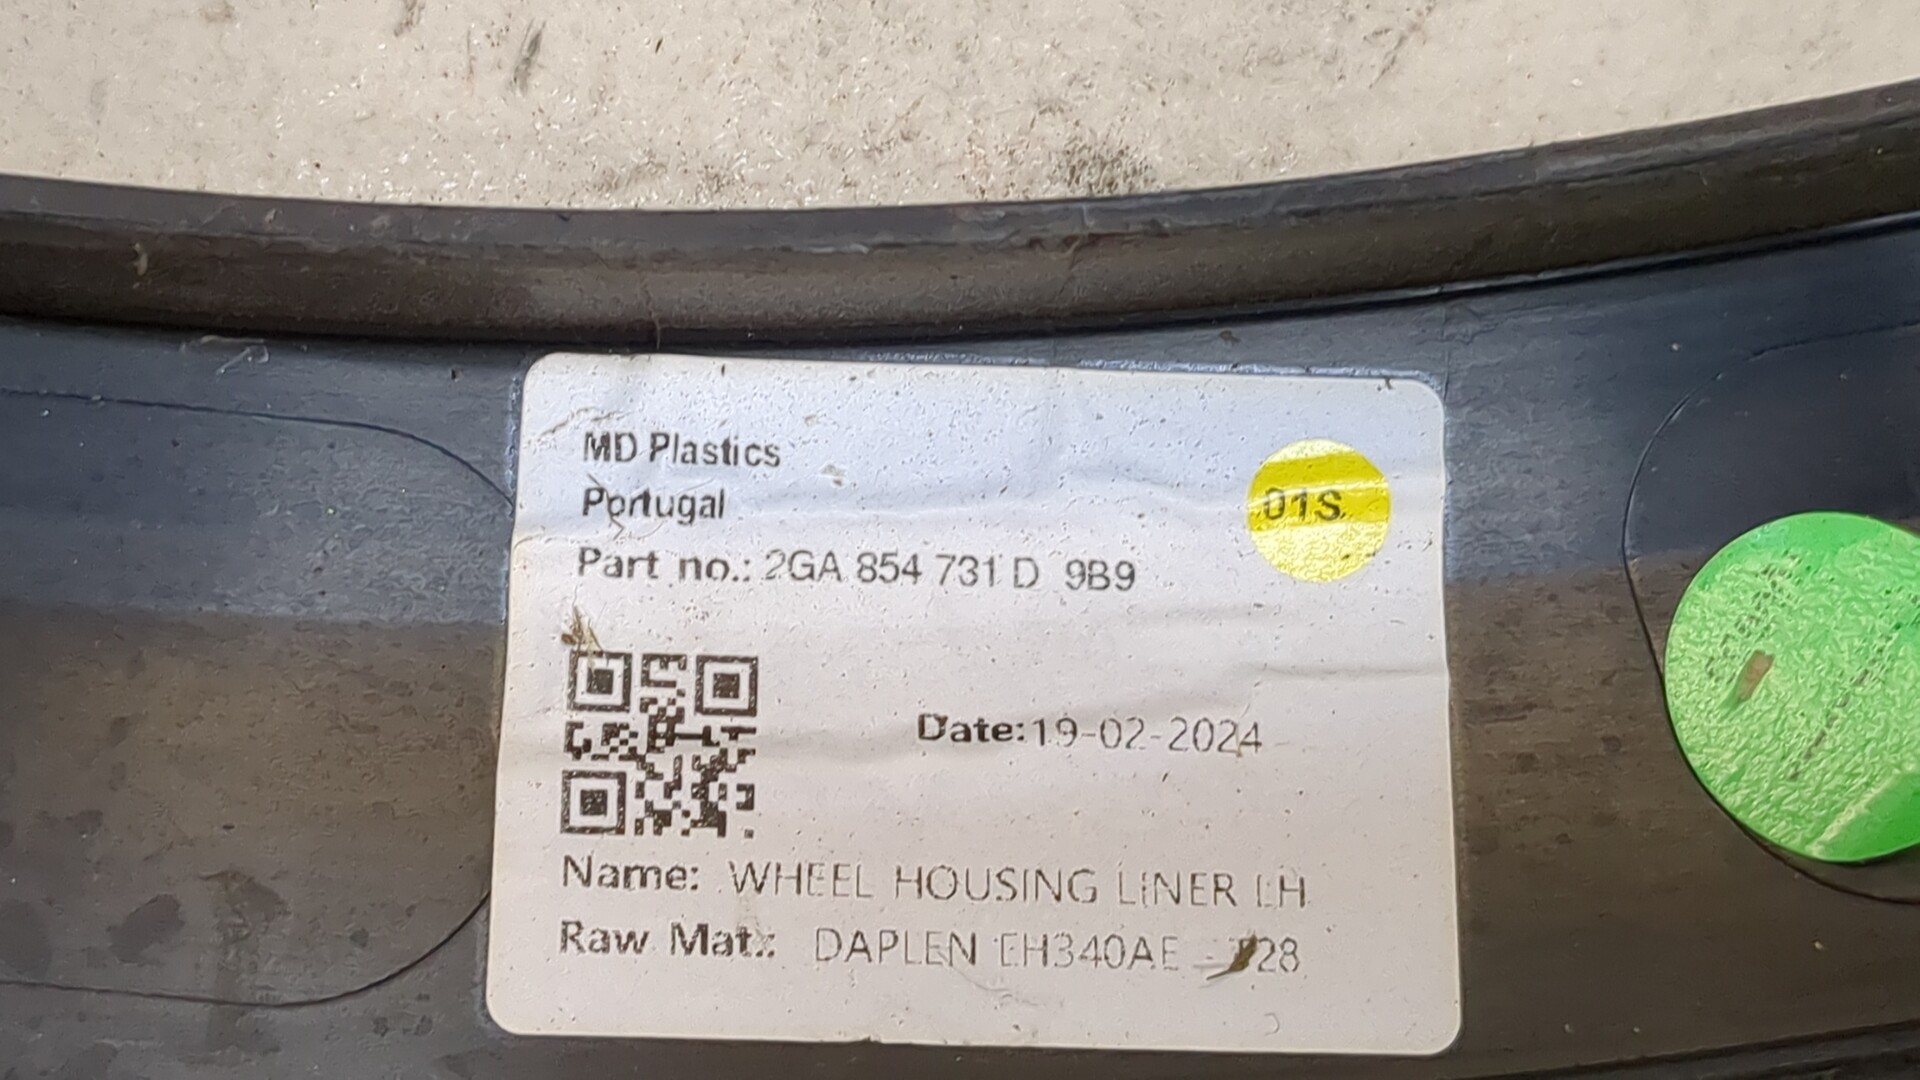 MD Plastics
Portugal
01S
Part no.: 2GA 854 731 D 9B9
Date:19-02-2024
Name: WHEEL HOUSING LINER LH
Raw Mat.: DAPLEN EH340AE